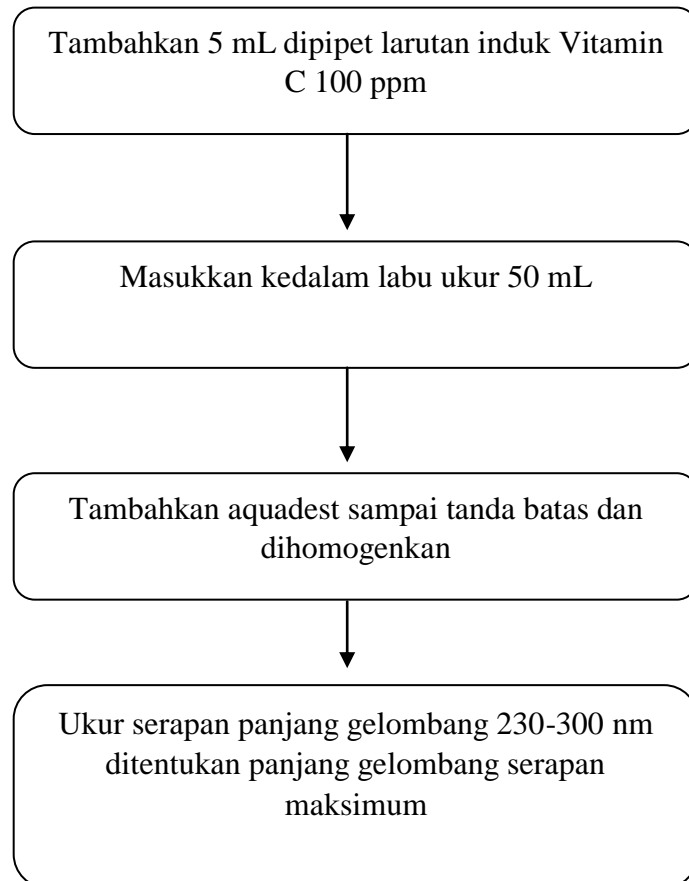 Tambahkan 5 mL dipipet larutan induk Vitamin
C 100 ppm
Masukkan kedalam labu ukur 50 mL
Tambahkan aquadest sampai tanda batas dan
dihomogenkan
Ukur serapan panjang gelombang 230-300 nm
ditentukan panjang gelombang serapan
maksimum